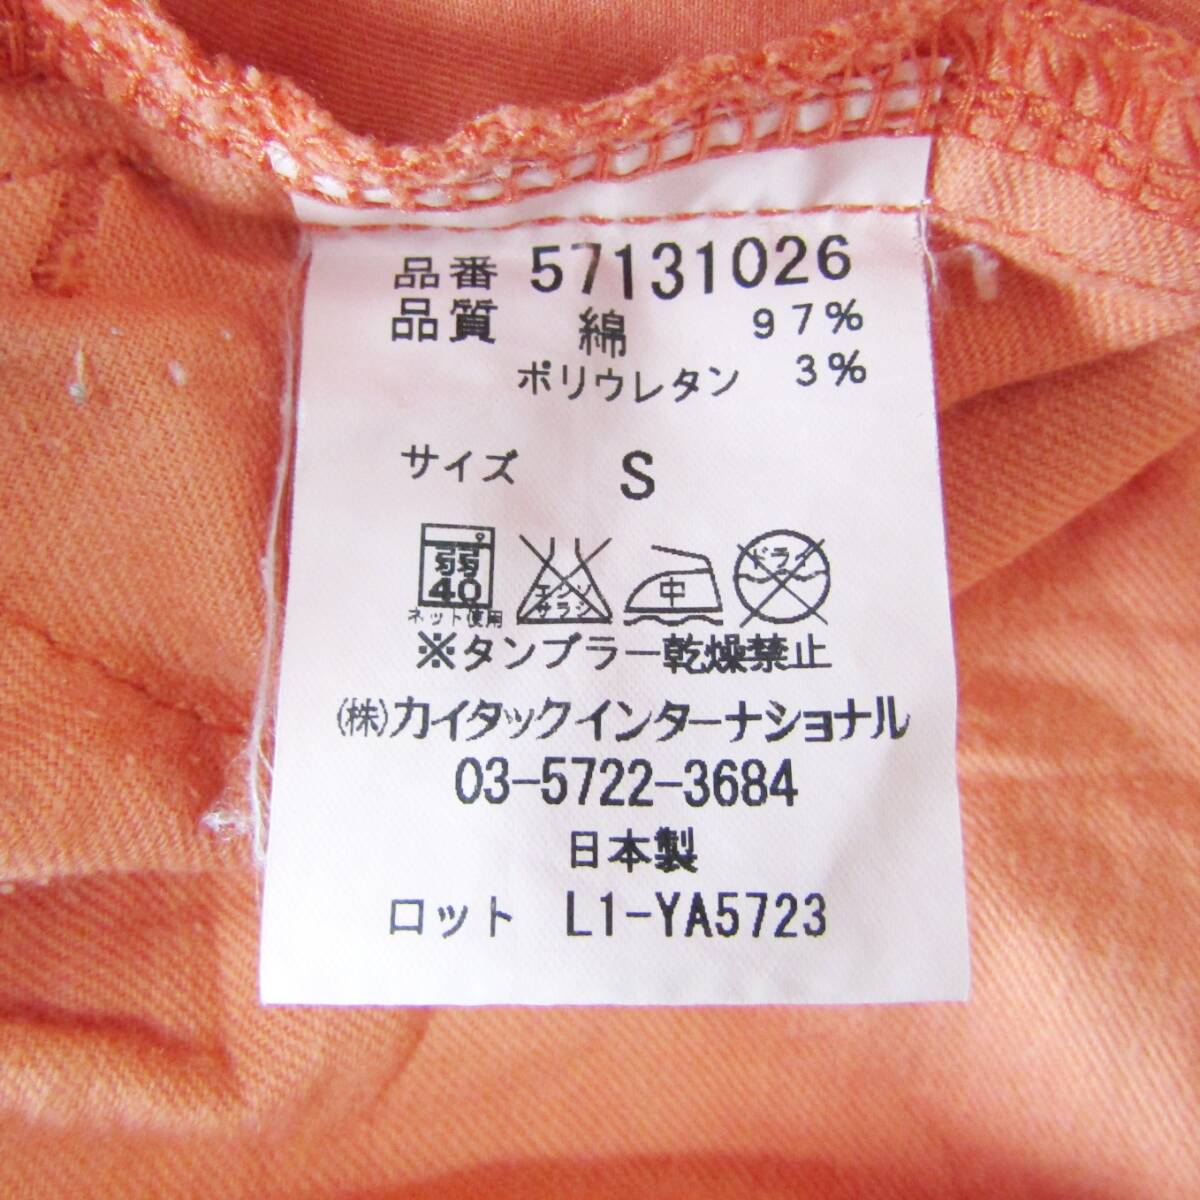 品番 57131026
品質 綿 97%
ポリウレタン 3%
サイズ S
弱 40 ネット使用
エンソ サラシ
中
ドライ
※タンブラー乾燥禁止
(株)カイタックインターナショナル
03-5722-3684
日本製
ロット L1-YA5723